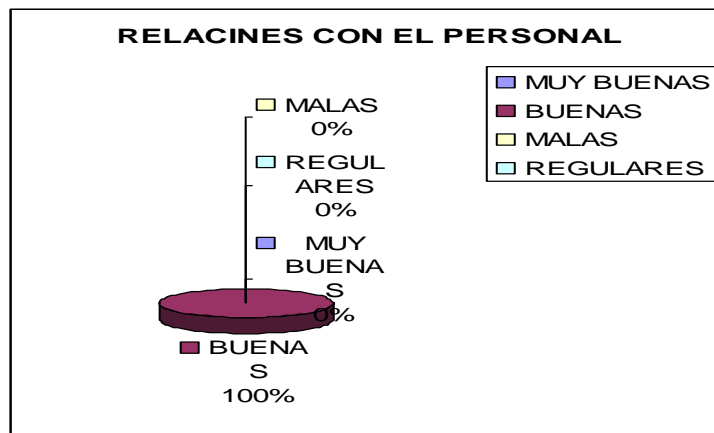 RELACINES CON EL PERSONAL
MUY BUENAS
BUENAS
MALAS
REGULARES
MALAS
0%
REGUL
ARES
0%
MUY
BUENA
S
0%
BUENA
S
100%